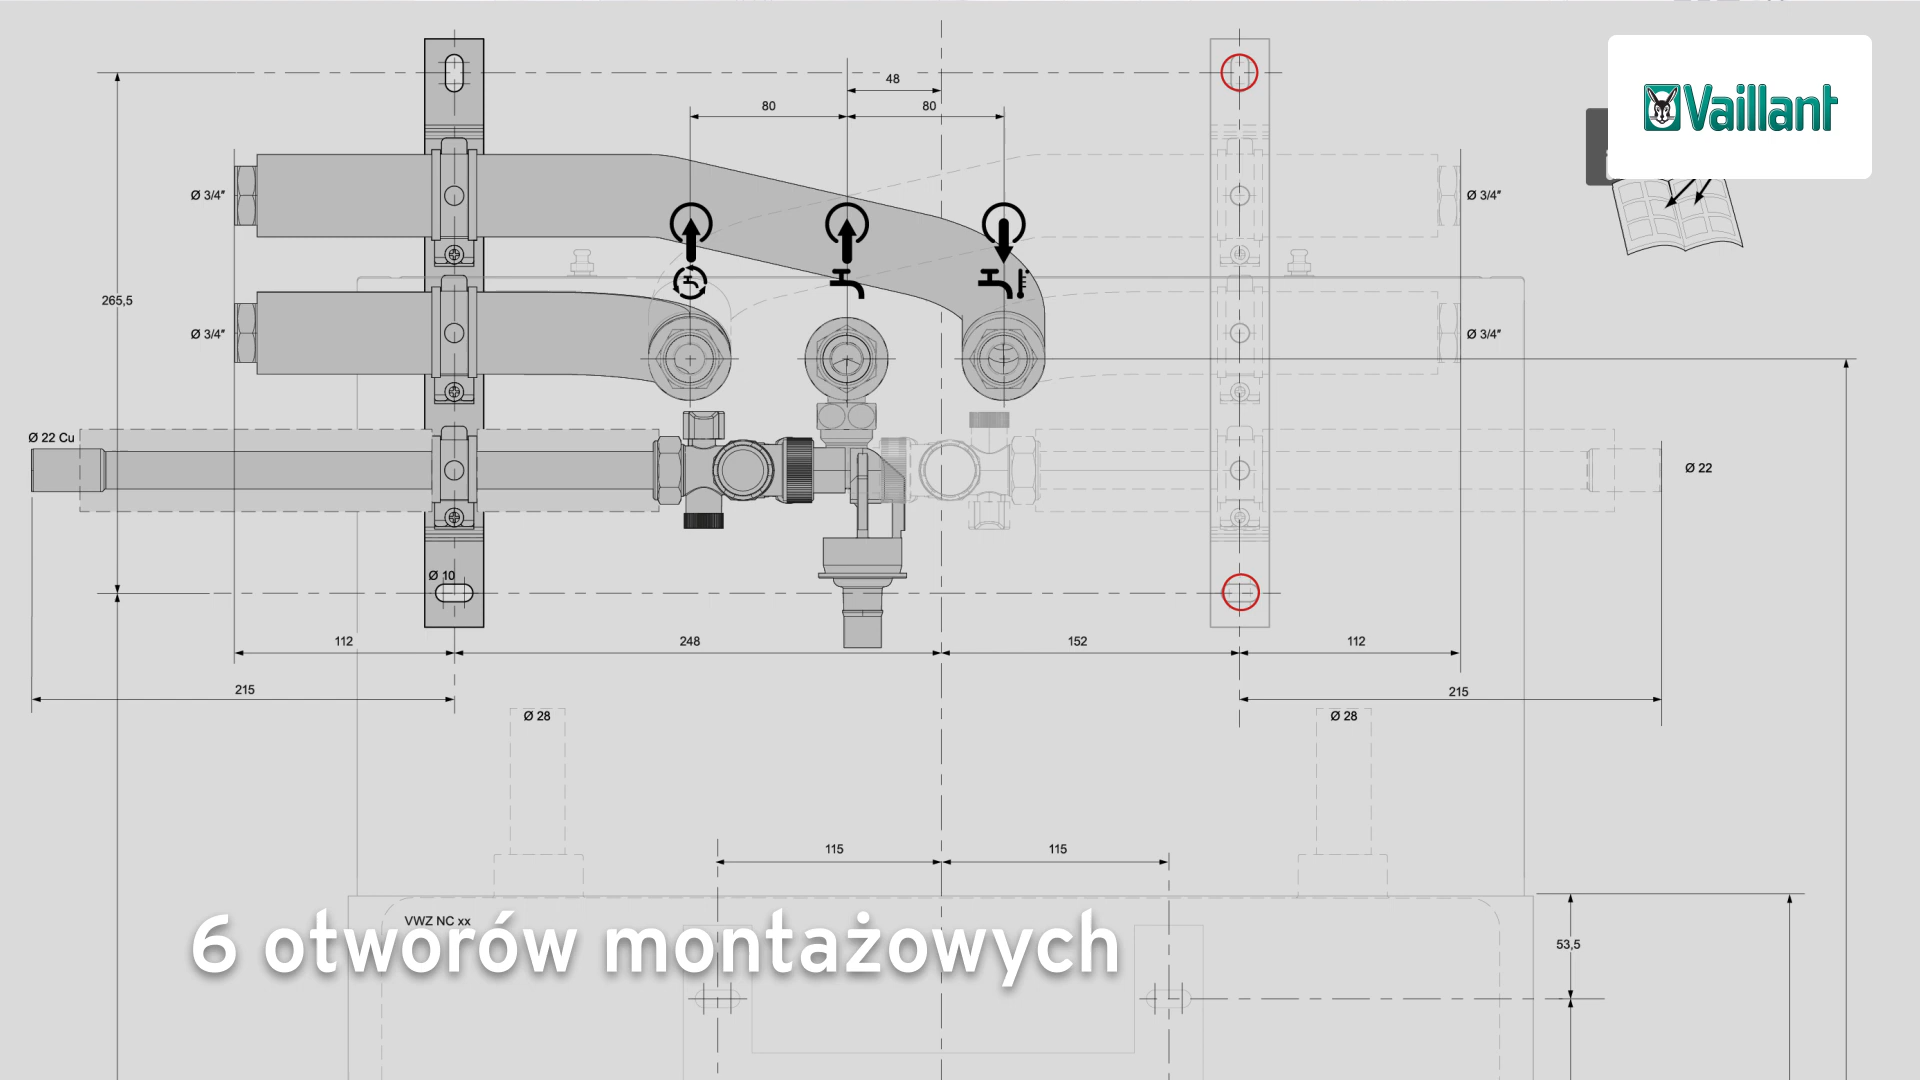 48
80
80
Vaillant
Ø 3/4"
Ø 3/4"
265,5
Ø 3/4"
Ø 3/4"
Ø 22 Cu
Ø 22
Ø 10
112
248
152
112
215
215
Ø 28
Ø 28
115
115
VWZ NC xx
6 otworów montażowych
53,5